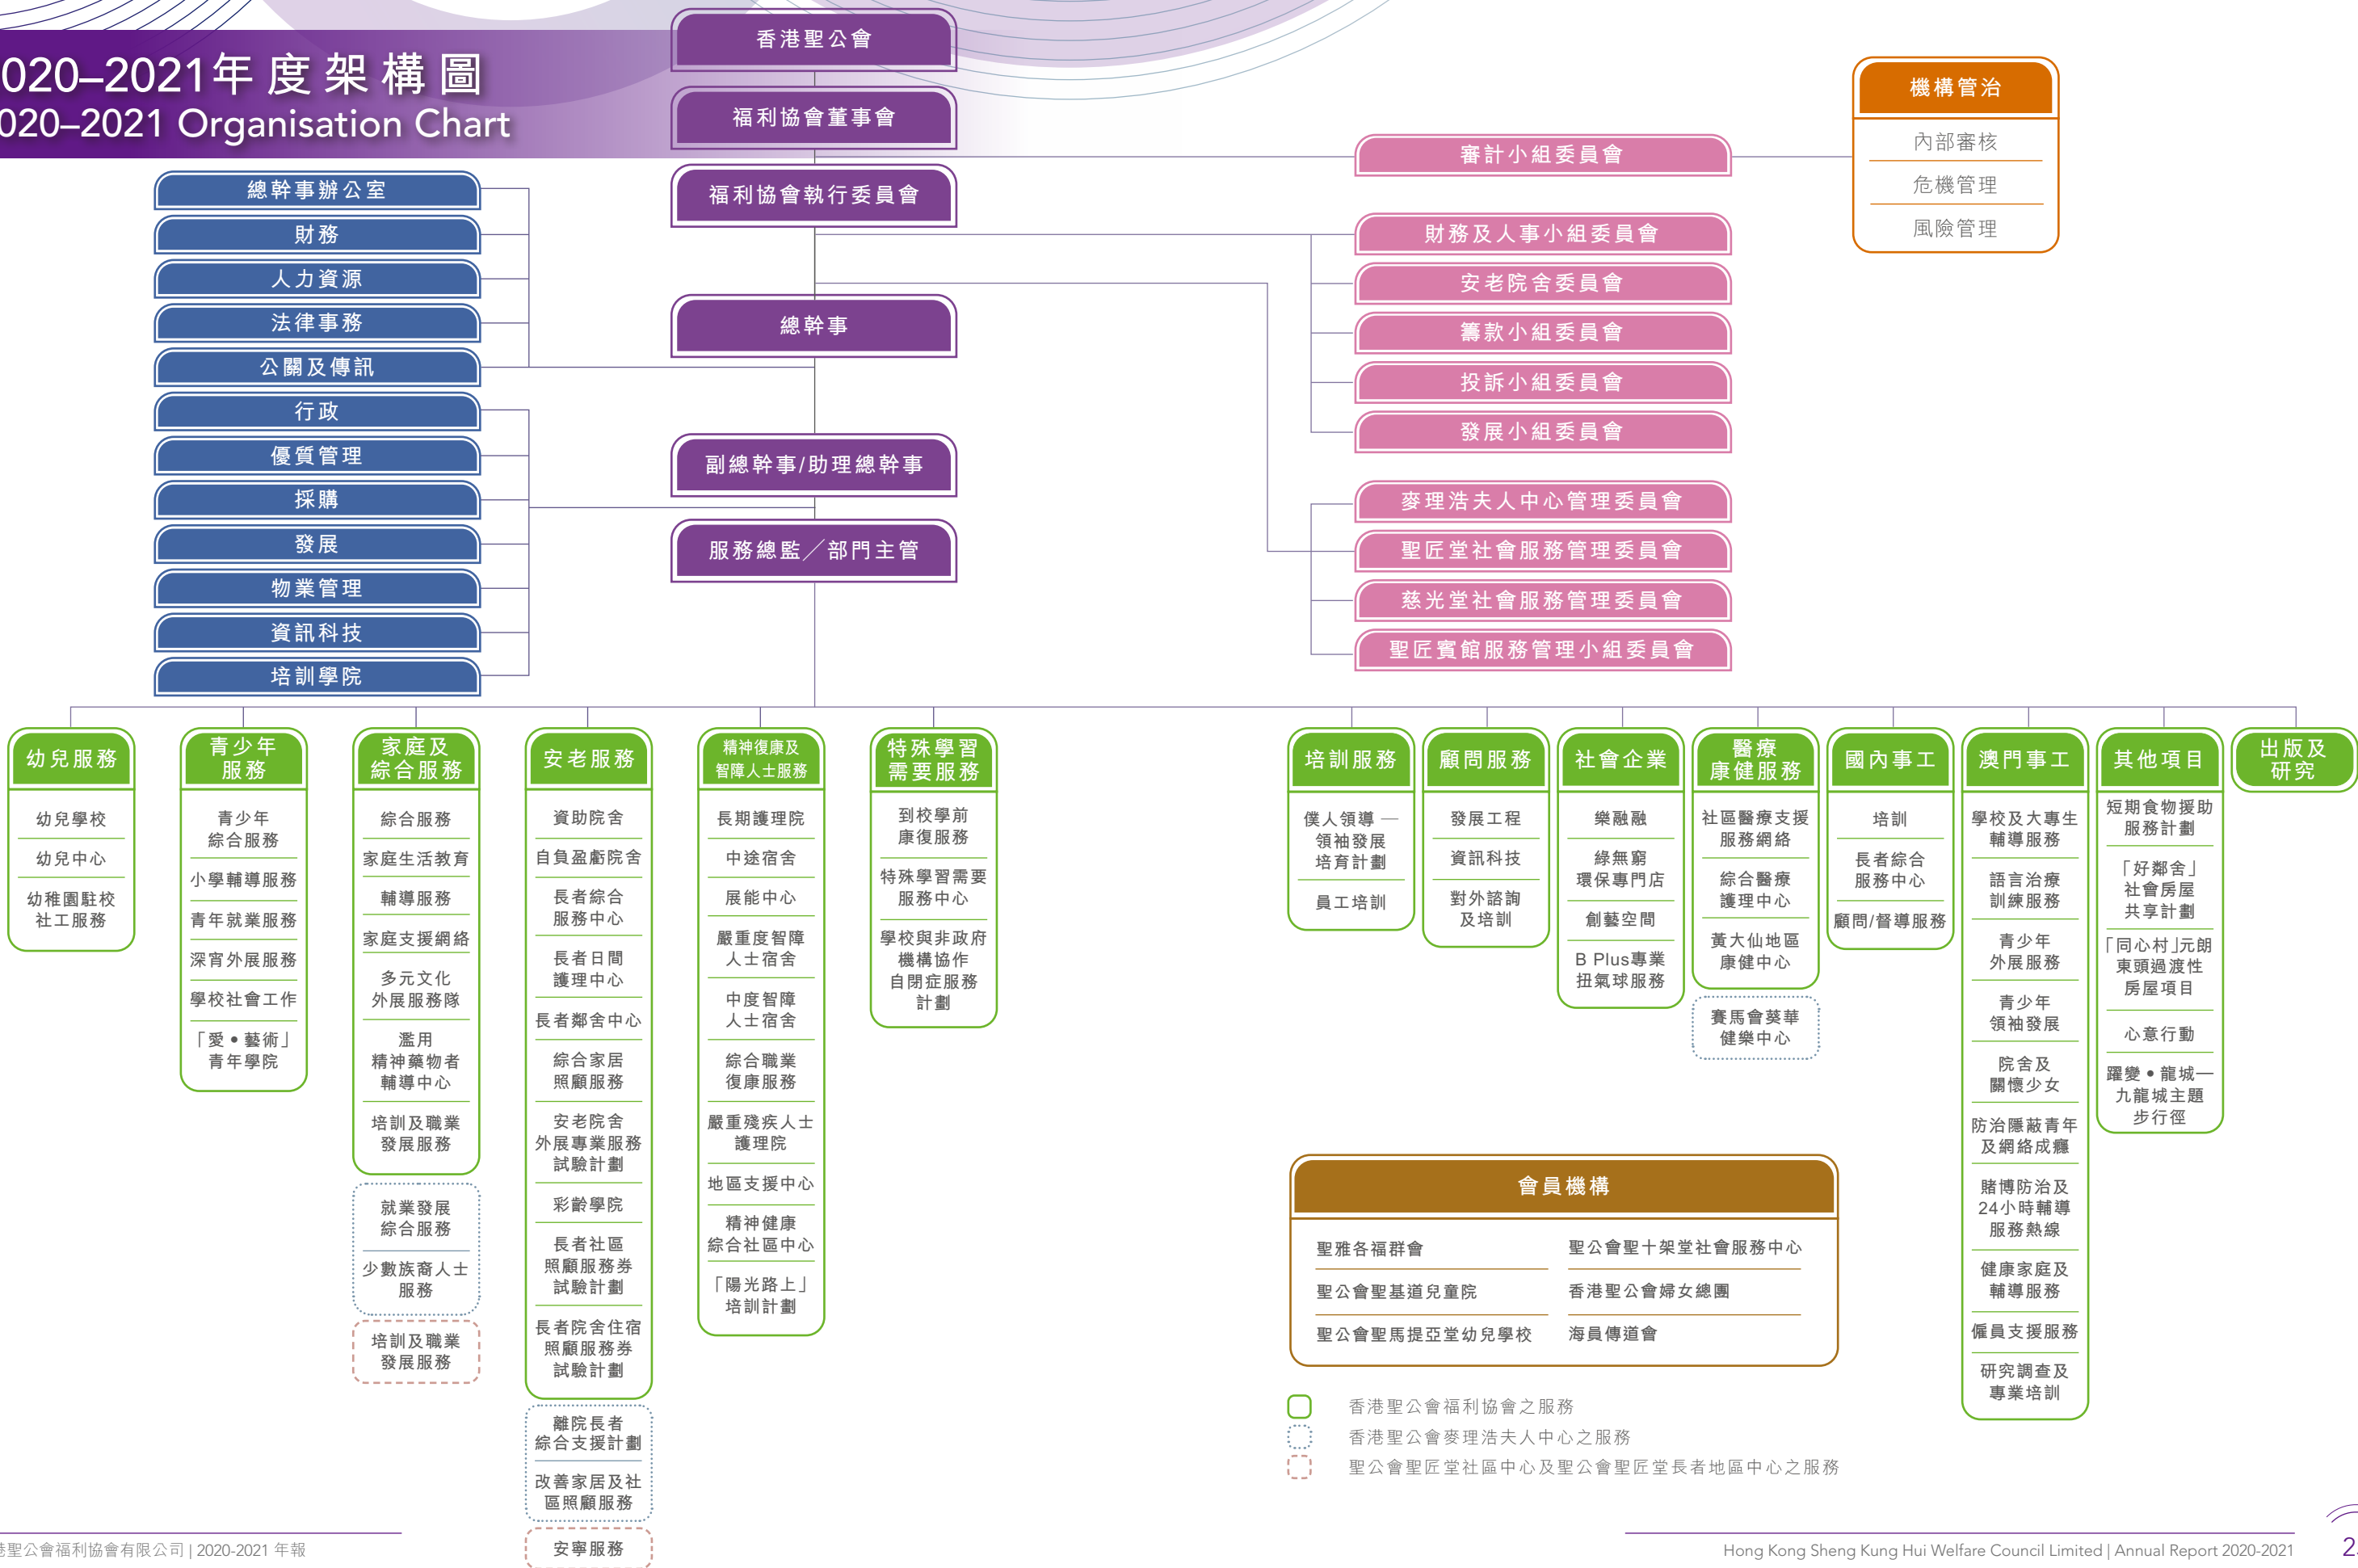 020–2021年度架構圖
020–2021 Organisation Chart
香港聖公會
福利協會董事會
福利協會執行委員會
總幹事
副總幹事/助理總幹事
服務總監／部門主管
總幹事辦公室
財務
人力資源
法律事務
公關及傳訊
行政
優質管理
採購
發展
物業管理
資訊科技
培訓學院
審計小組委員會
財務及人事小組委員會
安老院舍委員會
籌款小組委員會
投訴小組委員會
發展小組委員會
麥理浩夫人中心管理委員會
聖匠堂社會服務管理委員會
慈光堂社會服務管理委員會
聖匠賓館服務管理小組委員會
機構管治
內部審核
危機管理
風險管理
幼兒服務
幼兒學校
幼兒中心
幼稚園駐校
社工服務
青少年
服務
青少年
綜合服務
小學輔導服務
青年就業服務
深宵外展服務
學校社會工作
「愛•藝術」
青年學院
家庭及
綜合服務
綜合服務
家庭生活教育
輔導服務
家庭支援網絡
多元文化
外展服務隊
濫用
精神藥物者
輔導中心
培訓及職業
發展服務
就業發展
綜合服務
少數族裔人士
服務
培訓及職業
發展服務
安老服務
資助院舍
自負盈虧院舍
長者綜合
服務中心
長者日間
護理中心
長者鄰舍中心
綜合家居
照顧服務
安老院舍
外展專業服務
試驗計劃
彩齡學院
長者社區
照顧服務券
試驗計劃
長者院舍住宿
照顧服務券
試驗計劃
離院長者
綜合支援計劃
改善家居及社
區照顧服務
安寧服務
精神復康及
智障人士服務
長期護理院
中途宿舍
展能中心
嚴重度智障
人士宿舍
中度智障
人士宿舍
綜合職業
復康服務
嚴重殘疾人士
護理院
地區支援中心
精神健康
綜合社區中心
「陽光路上」
培訓計劃
特殊學習
需要服務
到校學前
康復服務
特殊學習需要
服務中心
學校與非政府
機構協作
自閉症服務
計劃
培訓服務
僕人領導 —
領袖發展
培育計劃
員工培訓
顧問服務
發展工程
資訊科技
對外諮詢
及培訓
社會企業
樂融融
綠無窮
環保專門店
創藝空間
B Plus專業
扭氣球服務
醫療
康健服務
社區醫療支援
服務網絡
綜合醫療
護理中心
黃大仙地區
康健中心
賽馬會葵華
健樂中心
國內事工
培訓
長者綜合
服務中心
顧問/督導服務
澳門事工
學校及大專生
輔導服務
語言治療
訓練服務
青少年
外展服務
青少年
領袖發展
院舍及
關懷少女
防治隱蔽青年
及網絡成癮
賭博防治及
24小時輔導
服務熱線
健康家庭及
輔導服務
僱員支援服務
研究調查及
專業培訓
其他項目
短期食物援助
服務計劃
「好鄰舍」
社會房屋
共享計劃
「同心村」元朗
東頭過渡性
房屋項目
心意行動
躍變•龍城—
九龍城主題
步行徑
出版及
研究
會員機構
聖雅各福群會
聖公會聖基道兒童院
聖公會聖馬提亞堂幼兒學校
聖公會聖十架堂社會服務中心
香港聖公會婦女總團
海員傳道會
香港聖公會福利協會之服務
香港聖公會麥理浩夫人中心之服務
聖公會聖匠堂社區中心及聖公會聖匠堂長者地區中心之服務
港聖公會福利協會有限公司 | 2020-2021 年報
Hong Kong Sheng Kung Hui Welfare Council Limited | Annual Report 2020-2021